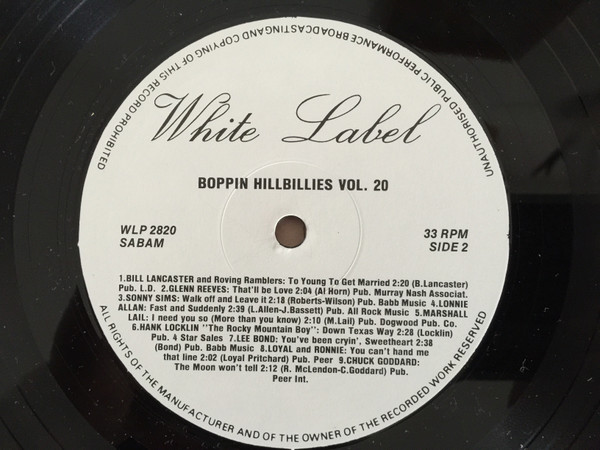 UNAUTHORISED PUBLIC PERFORMANCE BROADCASTINGAND COPYING OF THIS RECORD PROHIBITED
White Label
BOPPIN HILLBILLIES VOL. 20
WLP 2820
SABAM
33 RPM
SIDE 2
1.BILL LANCASTER and Roving Ramblers: To Young To Get Married 2:20 (B.Lancaster)
Pub. L.D. 2.GLENN REEVES: That'll be Love 2:04 (Al Horn) Pub. Murray Nash Associat.
3.SONNY SIMS: Walk off and Leave it 2:18 (Roberts-Wilson) Pub. Babb Music 4.LONNIE
ALLAN: Fast and Suddenly 2:39 (L.Allen-J.Bassett) Pub. All Rock Music 5.MARSHALL
LAIL: I need you so (More than you know) 2:10 (M.Lail) Pub. Dogwood Pub. Co.
6.HANK LOCKLIN "The Rocky Mountain Boy": Down Texas Way 2:28 (Locklin)
Pub. 4 Star Sales 7.LEE BOND: You've been cryin', Sweetheart 2:38
(Bond) Pub. Babb Music 8.LOYAL and RONNIE: You can't hand me
that line 2:02 (Loyal Pritchard) Pub. Peer 9.CHUCK GODDARD:
The Moon won't tell 2:12 (R. McLendon-C.Goddard) Pub.
Peer Int.
ALL RIGHTS OF THE MANUFACTURER AND OF THE OWNER OF THE RECORDED WORK RESERVED